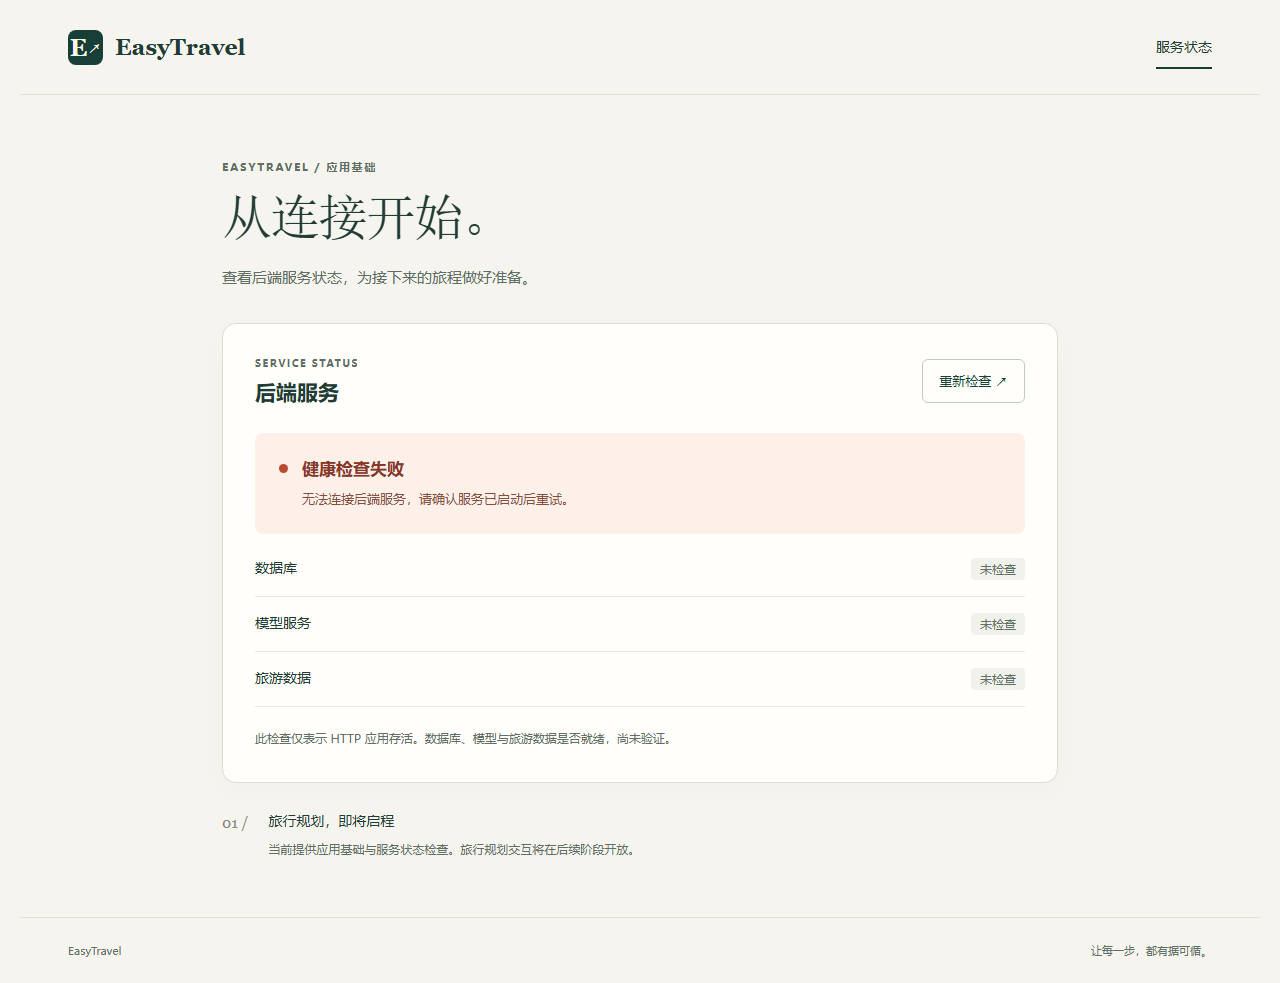 E↗ EasyTravel
服务状态
EASYTRAVEL / 应用基础
从连接开始。
查看后端服务状态，为接下来的旅程做好准备。
SERVICE STATUS
后端服务
重新检查 ↗
健康检查失败
无法连接后端服务，请确认服务已启动后重试。
数据库 未检查
模型服务 未检查
旅游数据 未检查
此检查仅表示 HTTP 应用存活。数据库、模型与旅游数据是否就绪，尚未验证。
01 / 旅行规划，即将启程
当前提供应用基础与服务状态检查。旅行规划交互将在后续阶段开放。
EasyTravel
让每一步，都有据可循。